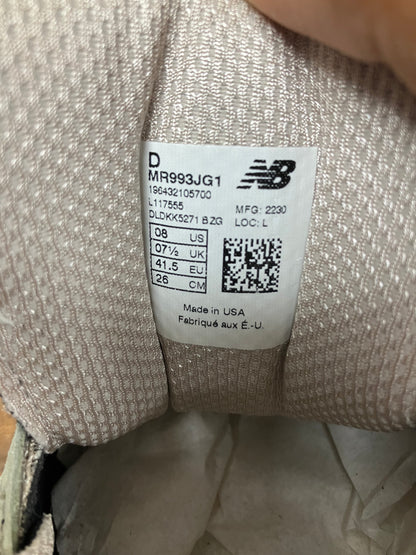 D
MR993JG1
196432105700
L117555
DLDKK5271 BZG
NB
MFG: 2230
LOC: L
08 US
07½ UK
41.5 EU
26 CM
Made in USA
Fabriqué aux É.-U.